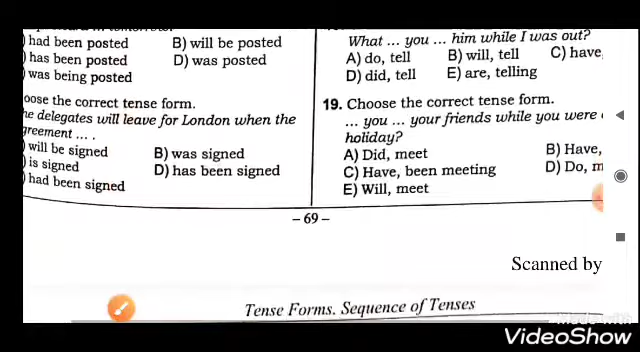 had been posted B) will be posted
has been posted D) was posted
was being posted
oose the correct tense form.
he delegates will leave for London when the
greement ... .
will be signed B) was signed
is signed D) has been signed
had been signed
What ... you ... him while I was out?
A) do, tell B) will, tell C) have
D) did, tell E) are, telling
19. Choose the correct tense form.
... you ... your friends while you were
holiday?
A) Did, meet B) Have,
C) Have, been meeting D) Do, m
E) Will, meet
– 69 –
Scanned by
Tense Forms. Sequence of Tenses
Made with
VideoShow